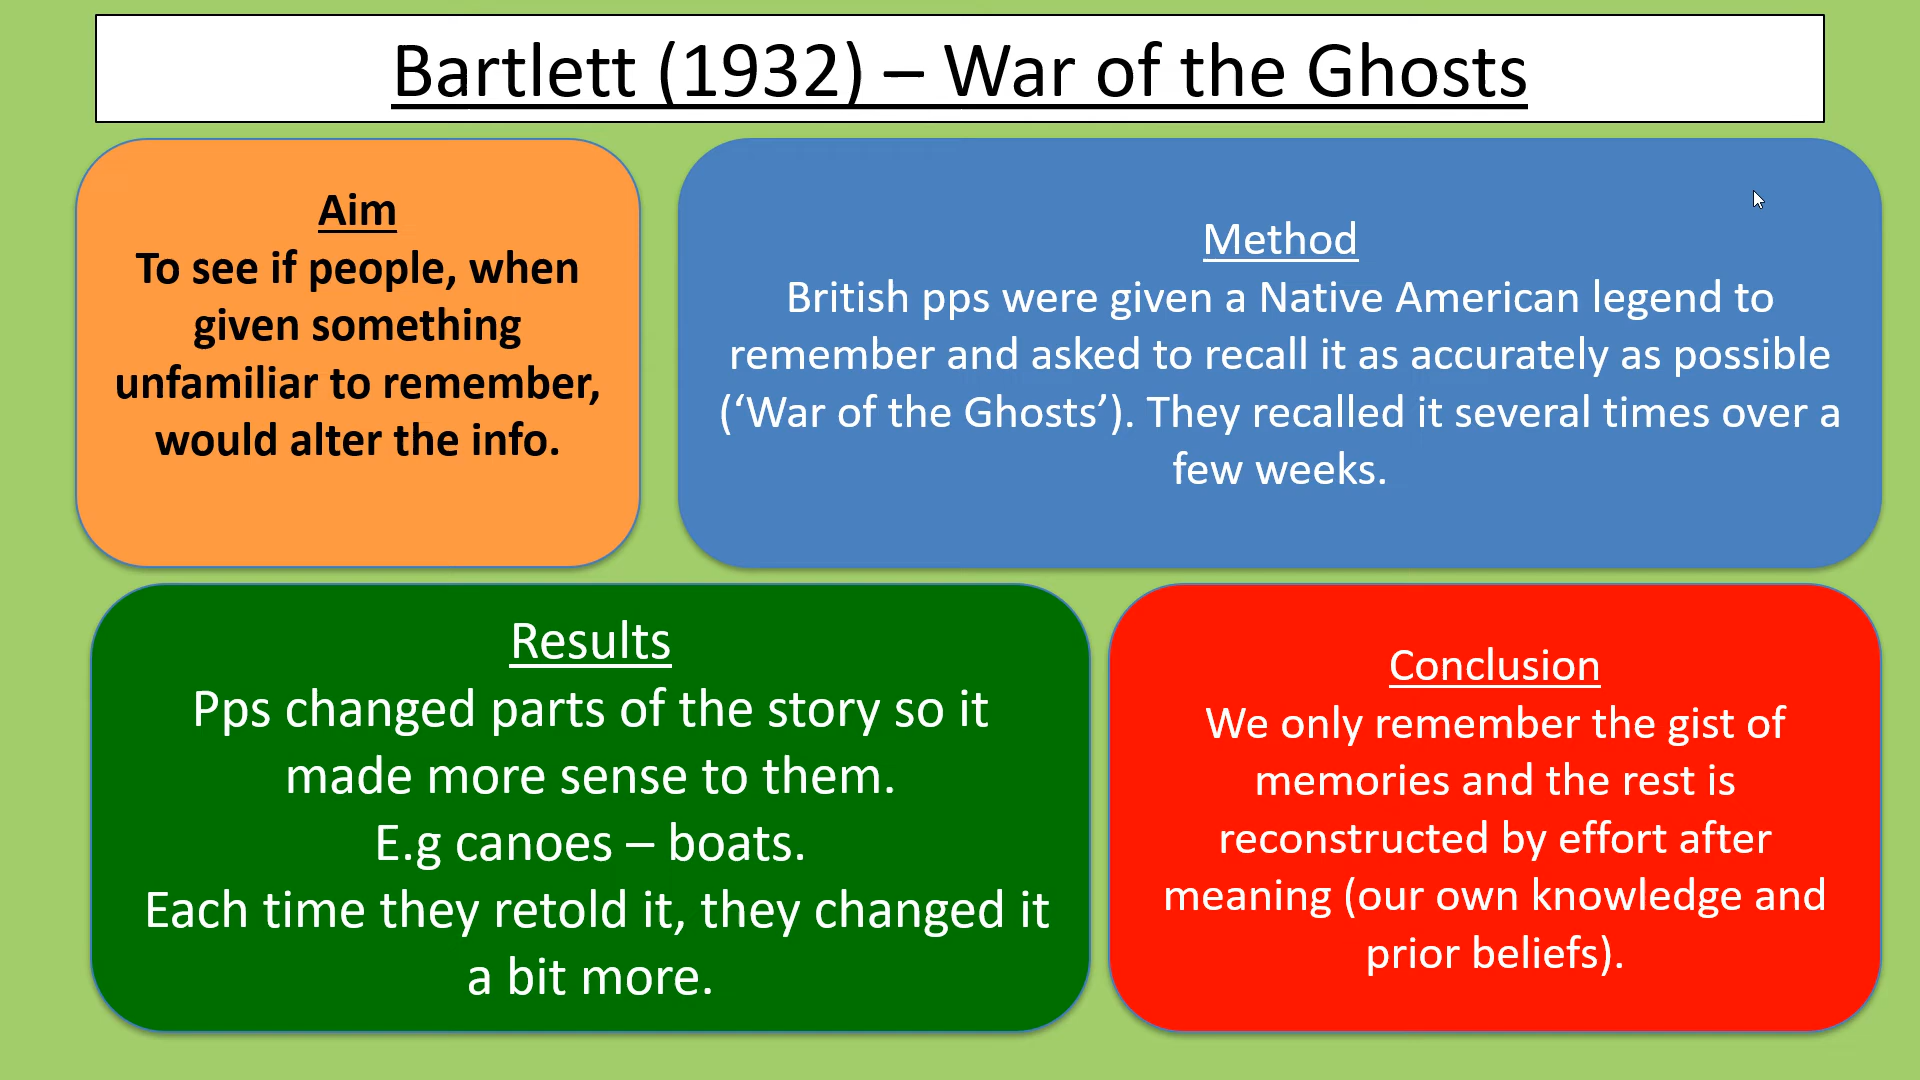 Bartlett (1932) – War of the Ghosts
Aim
To see if people, when
given something
unfamiliar to remember,
would alter the info.
Method
British pps were given a Native American legend to
remember and asked to recall it as accurately as possible
(‘War of the Ghosts’). They recalled it several times over a
few weeks.
Results
Pps changed parts of the story so it
made more sense to them.
E.g canoes – boats.
Each time they retold it, they changed it
a bit more.
Conclusion
We only remember the gist of
memories and the rest is
reconstructed by effort after
meaning (our own knowledge and
prior beliefs).